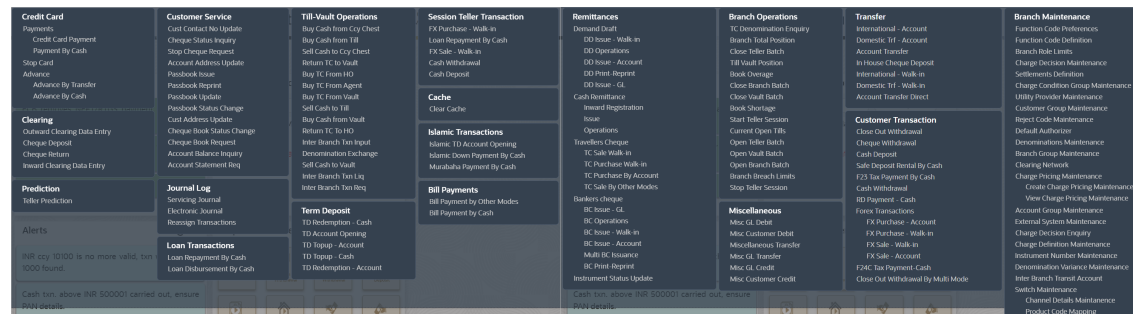 Credit Card
Payments
Credit Card Payment
Payment By Cash
Stop Card
Advance
Advance By Transfer
Advance By Cash
Clearing
Outward Clearing Data Entry
Cheque Deposit
Cheque Return
Inward Clearing Data Entry
Prediction
Teller Prediction
Alerts
INR ccy 10100 is no more valid, txn
1000 found.
Cash txn. above INR 500001 carried out, ensure
PAN details.
Customer Service
Cust Contact No Update
Cheque Status Inquiry
Stop Cheque Request
Account Address Update
Passbook Issue
Passbook Reprint
Passbook Update
Passbook Status Change
Cust Address Update
Cheque Book Status Change
Cheque Book Request
Account Balance Inquiry
Account Statement Req
Journal Log
Servicing Journal
Electronic Journal
Reassign Transactions
Loan Transactions
Loan Repayment By Cash
Loan Disbursement By Cash
Till-Vault Operations
Buy Cash from Ccy Chest
Buy Cash from Till
Sell Cash to Ccy Chest
Return TC to Vault
Buy TC From HO
Buy TC From Agent
Buy TC From Vault
Sell Cash to Till
Buy Cash from Vault
Return TC To HO
Inter Branch Txn Input
Denomination Exchange
Sell Cash to Vault
Inter Branch Txn Liq
Inter Branch Txn Req
Term Deposit
TD Redemption - Cash
TD Account Opening
TD Topup - Account
TD Topup - Cash
TD Redemption - Account
Session Teller Transaction
FX Purchase - Walk-in
Loan Repayment By Cash
FX Sale - Walk-in
Cash Withdrawal
Cash Deposit
Cache
Clear Cache
Islamic Transactions
Islamic TD Account Opening
Islamic Down Payment By Cash
Murabaha Payment By Cash
Bill Payments
Bill Payment by Other Modes
Bill Payment by Cash
Remittances
Demand Draft
DD Issue - Walk-in
DD Operations
DD Issue - Account
DD Print-Reprint
DD Issue - GL
Cash Remittance
Inward Registration
Issue
Operations
Travellers Cheque
TC Sale Walk-in
TC Purchase Walk-in
TC Purchase By Account
TC Sale By Other Modes
Bankers cheque
BC Issue - GL
BC Operations
BC Issue - Walk-in
BC Issue - Account
Multi BC Issuance
BC Print-Reprint
Instrument Status Update
Cash txn. above INR 500001 carried out, ensure
PAN details.
Branch Operations
TC Denomination Enquiry
Branch Total Position
Close Teller Batch
Till Vault Position
Book Overage
Close Branch Batch
Close Vault Batch
Book Shortage
Start Teller Session
Current Open Tills
Open Teller Batch
Open Vault Batch
Open Branch Batch
Branch Breach Limits
Stop Teller Session
Miscellaneous
Misc GL Debit
Misc Customer Debit
Miscellaneous Transfer
Misc GL Transfer
Misc GL Credit
Misc Customer Credit
Transfer
International - Account
Domestic Trf - Account
Account Transfer
In House Cheque Deposit
International - Walk-in
Domestic Trf - Walk-in
Account Transfer Direct
Customer Transaction
Close Out Withdrawal
Cheque Withdrawal
Cash Deposit
Safe Deposit Rental By Cash
F23 Tax Payment By Cash
Cash Withdrawal
RD Payment - Cash
Forex Transactions
FX Purchase - Account
FX Purchase - Walk-in
FX Sale - Walk-in
FX Sale - Account
F24C Tax Payment-Cash
Close Out Withdrawal By Multi Mode
Branch Maintenance
Function Code Preferences
Function Code Definition
Branch Role Limits
Charge Decision Maintenance
Settlements Definition
Charge Condition Group Maintenance
Utility Provider Maintenance
Customer Group Maintenance
Reject Code Maintenance
Default Authorizer
Denominations Maintenance
Branch Group Maintenance
Clearing Network
Charge Pricing Maintenance
Create Charge Pricing Maintenance
View Charge Pricing Maintenance
Account Group Maintenance
External System Maintenance
Charge Decision Enquiry
Charge Definition Maintenance
Instrument Number Maintenance
Denomination Variance Maintenance
Inter Branch Transit Account
Switch Maintenance
Channel Details Maintanence
Product Code Mapping